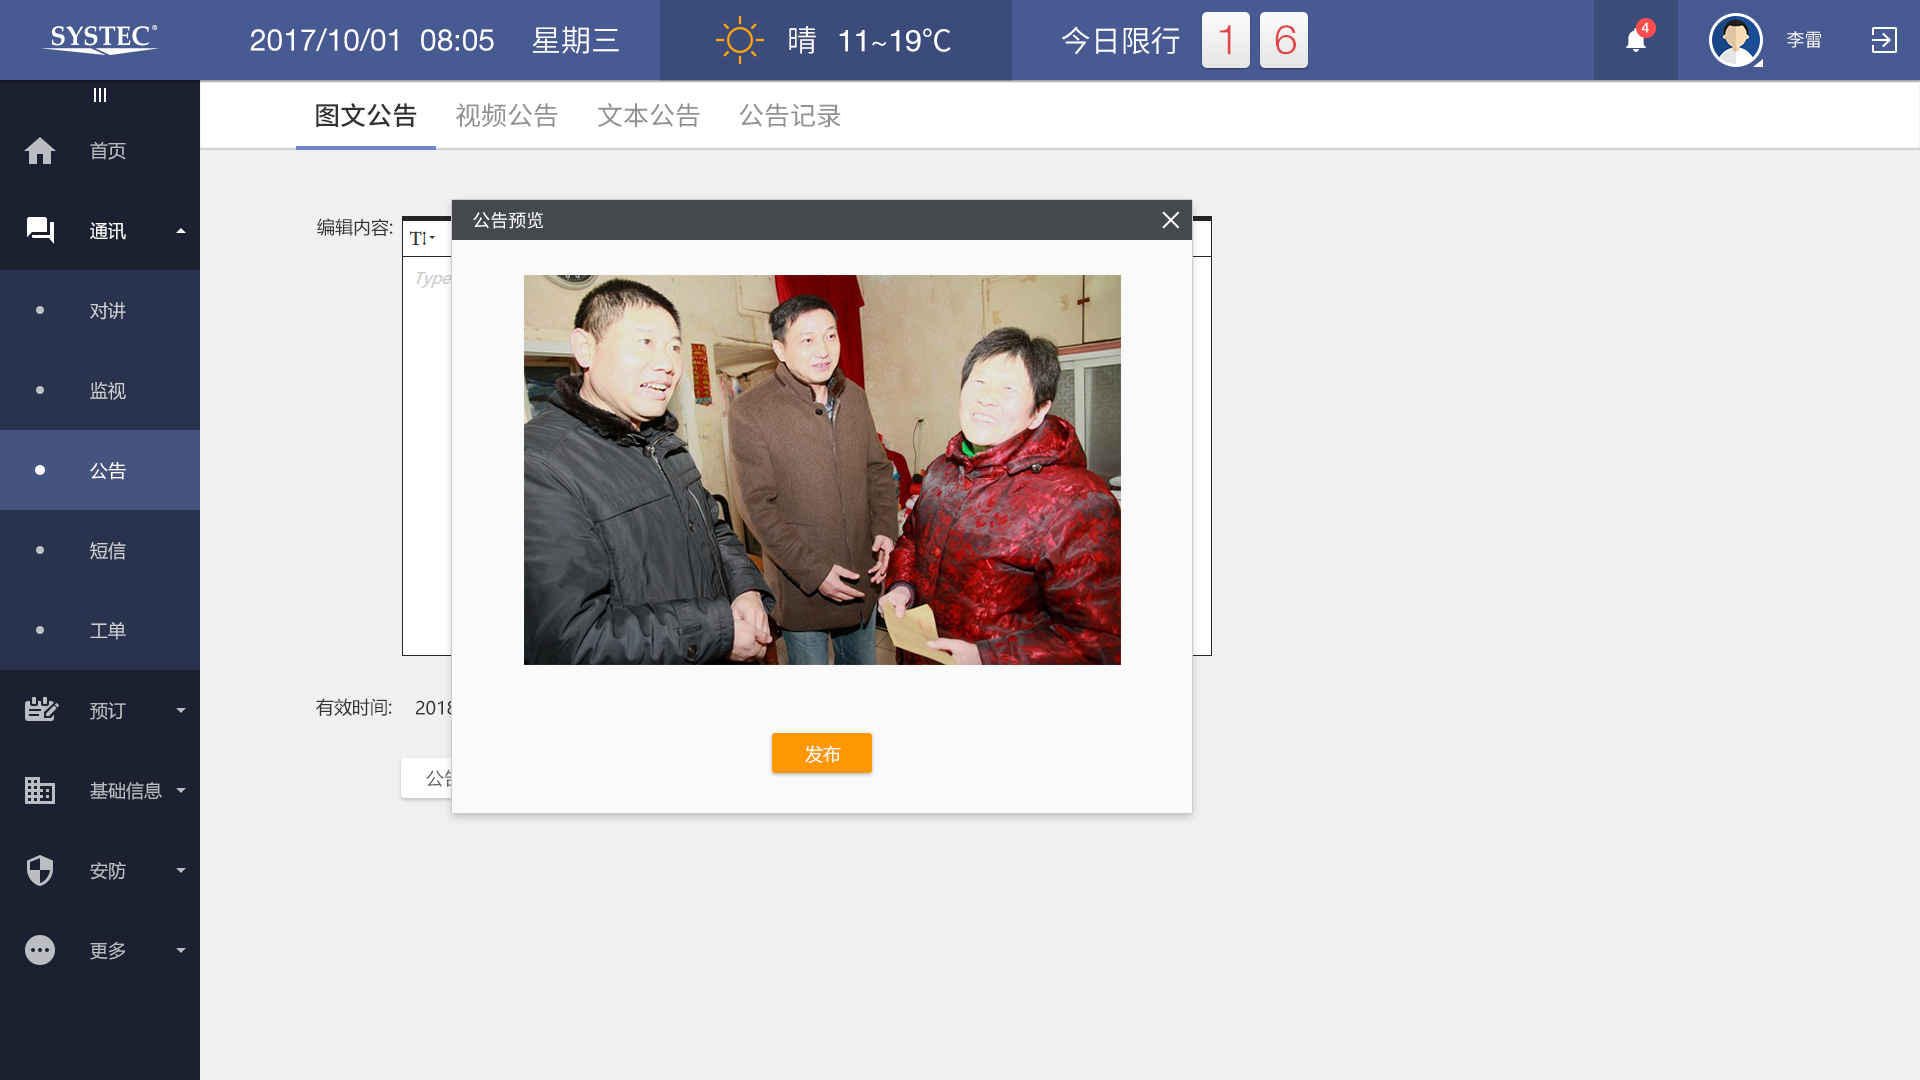 SYSTEC®
2017/10/01 08:05 星期三
晴 11~19°C
今日限行 1 6
4
李雷
首页
通讯
对讲
监视
公告
短信
工单
预订
基础信息
安防
更多
图文公告 视频公告 文本公告 公告记录
编辑内容:
T
Type
有效时间: 2018
公告
公告预览
发布